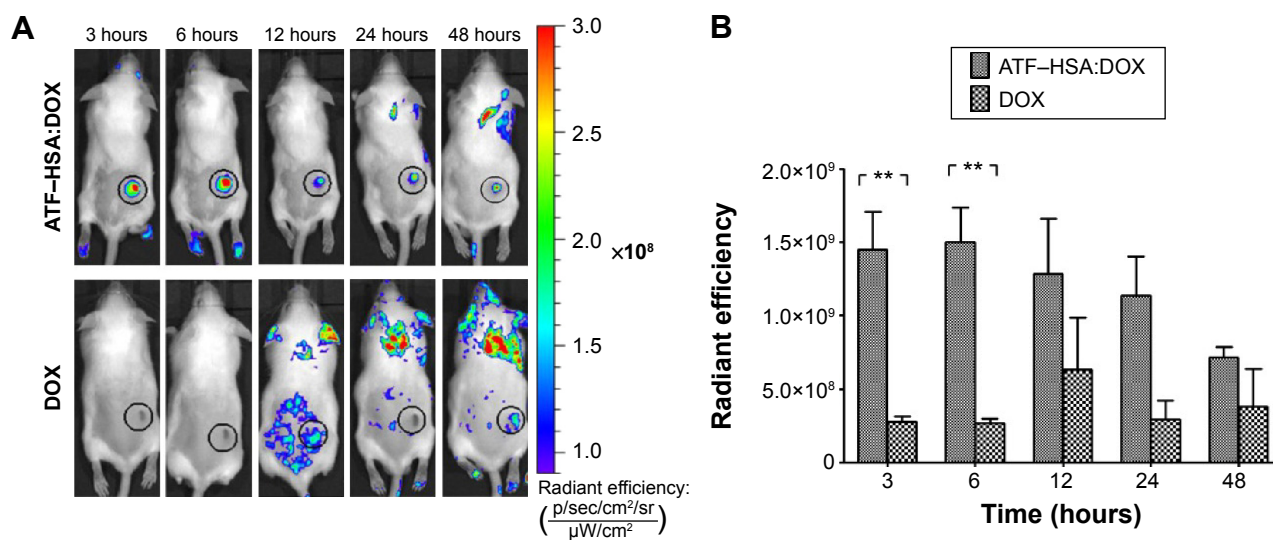 A
3 hours 6 hours 12 hours 24 hours 48 hours
ATF–HSA:DOX
DOX
3.0
2.5
2.0
×10⁸
1.5
1.0
Radiant efficiency:
(p/sec/cm²/sr
µW/cm²)
B
ATF–HSA:DOX
DOX
** **
2.0×10⁹
1.5×10⁹
1.0×10⁹
5.0×10⁸
0
Radiant efficiency
3 6 12 24 48
Time (hours)